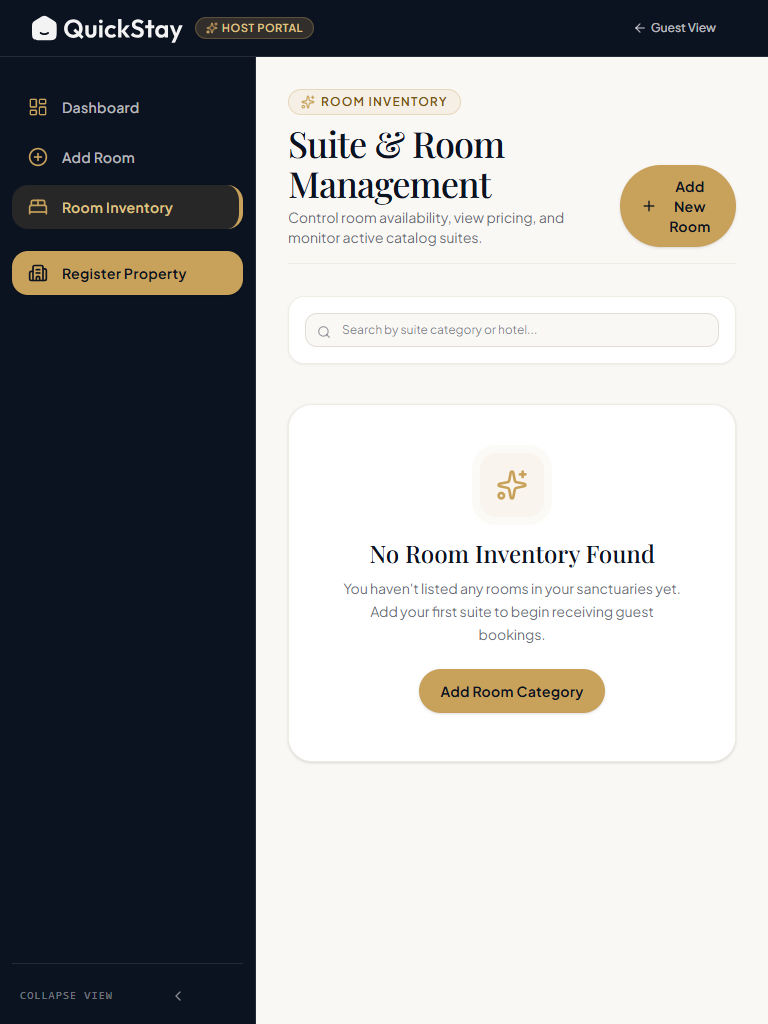 QuickStay
HOST PORTAL
Guest View
Dashboard
Add Room
Room Inventory
Register Property
COLLAPSE VIEW
ROOM INVENTORY
Suite & Room
Management
Control room availability, view pricing, and
monitor active catalog suites.
Add
New
Room
Search by suite category or hotel...
No Room Inventory Found
You haven't listed any rooms in your sanctuaries yet.
Add your first suite to begin receiving guest
bookings.
Add Room Category